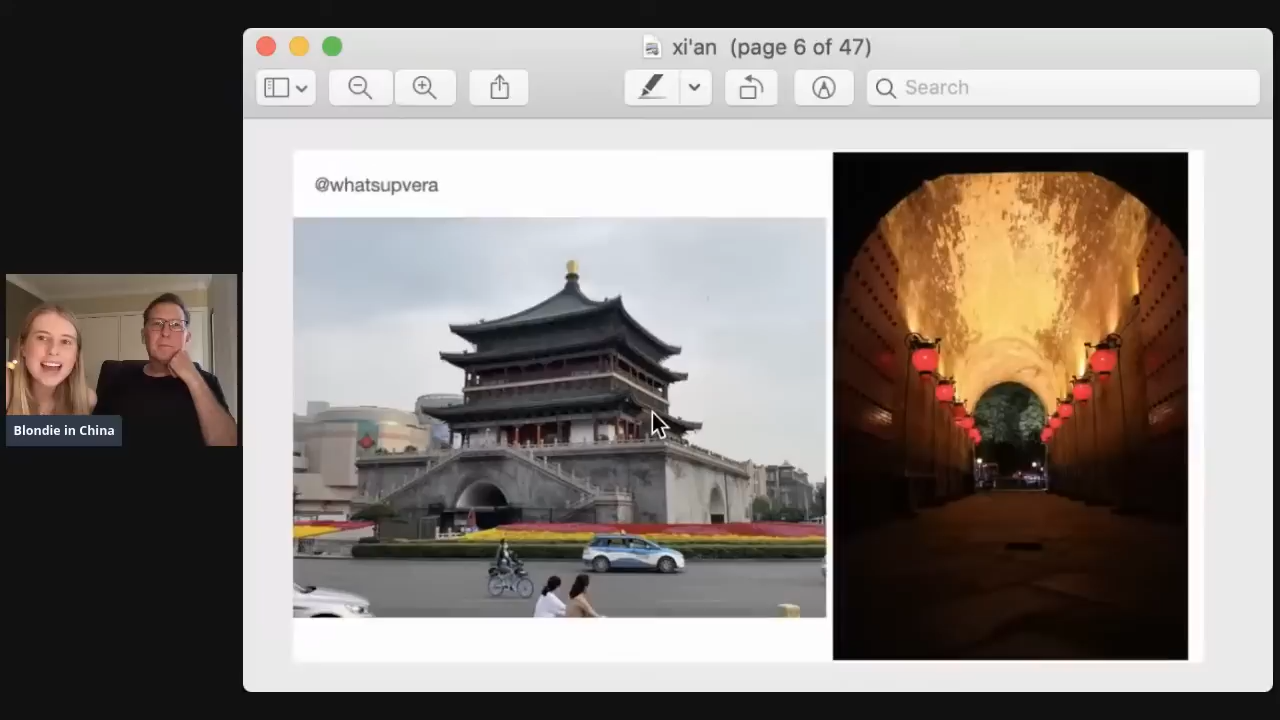 xi'an (page 6 of 47)
Search
@whatsupvera
Blondie in China